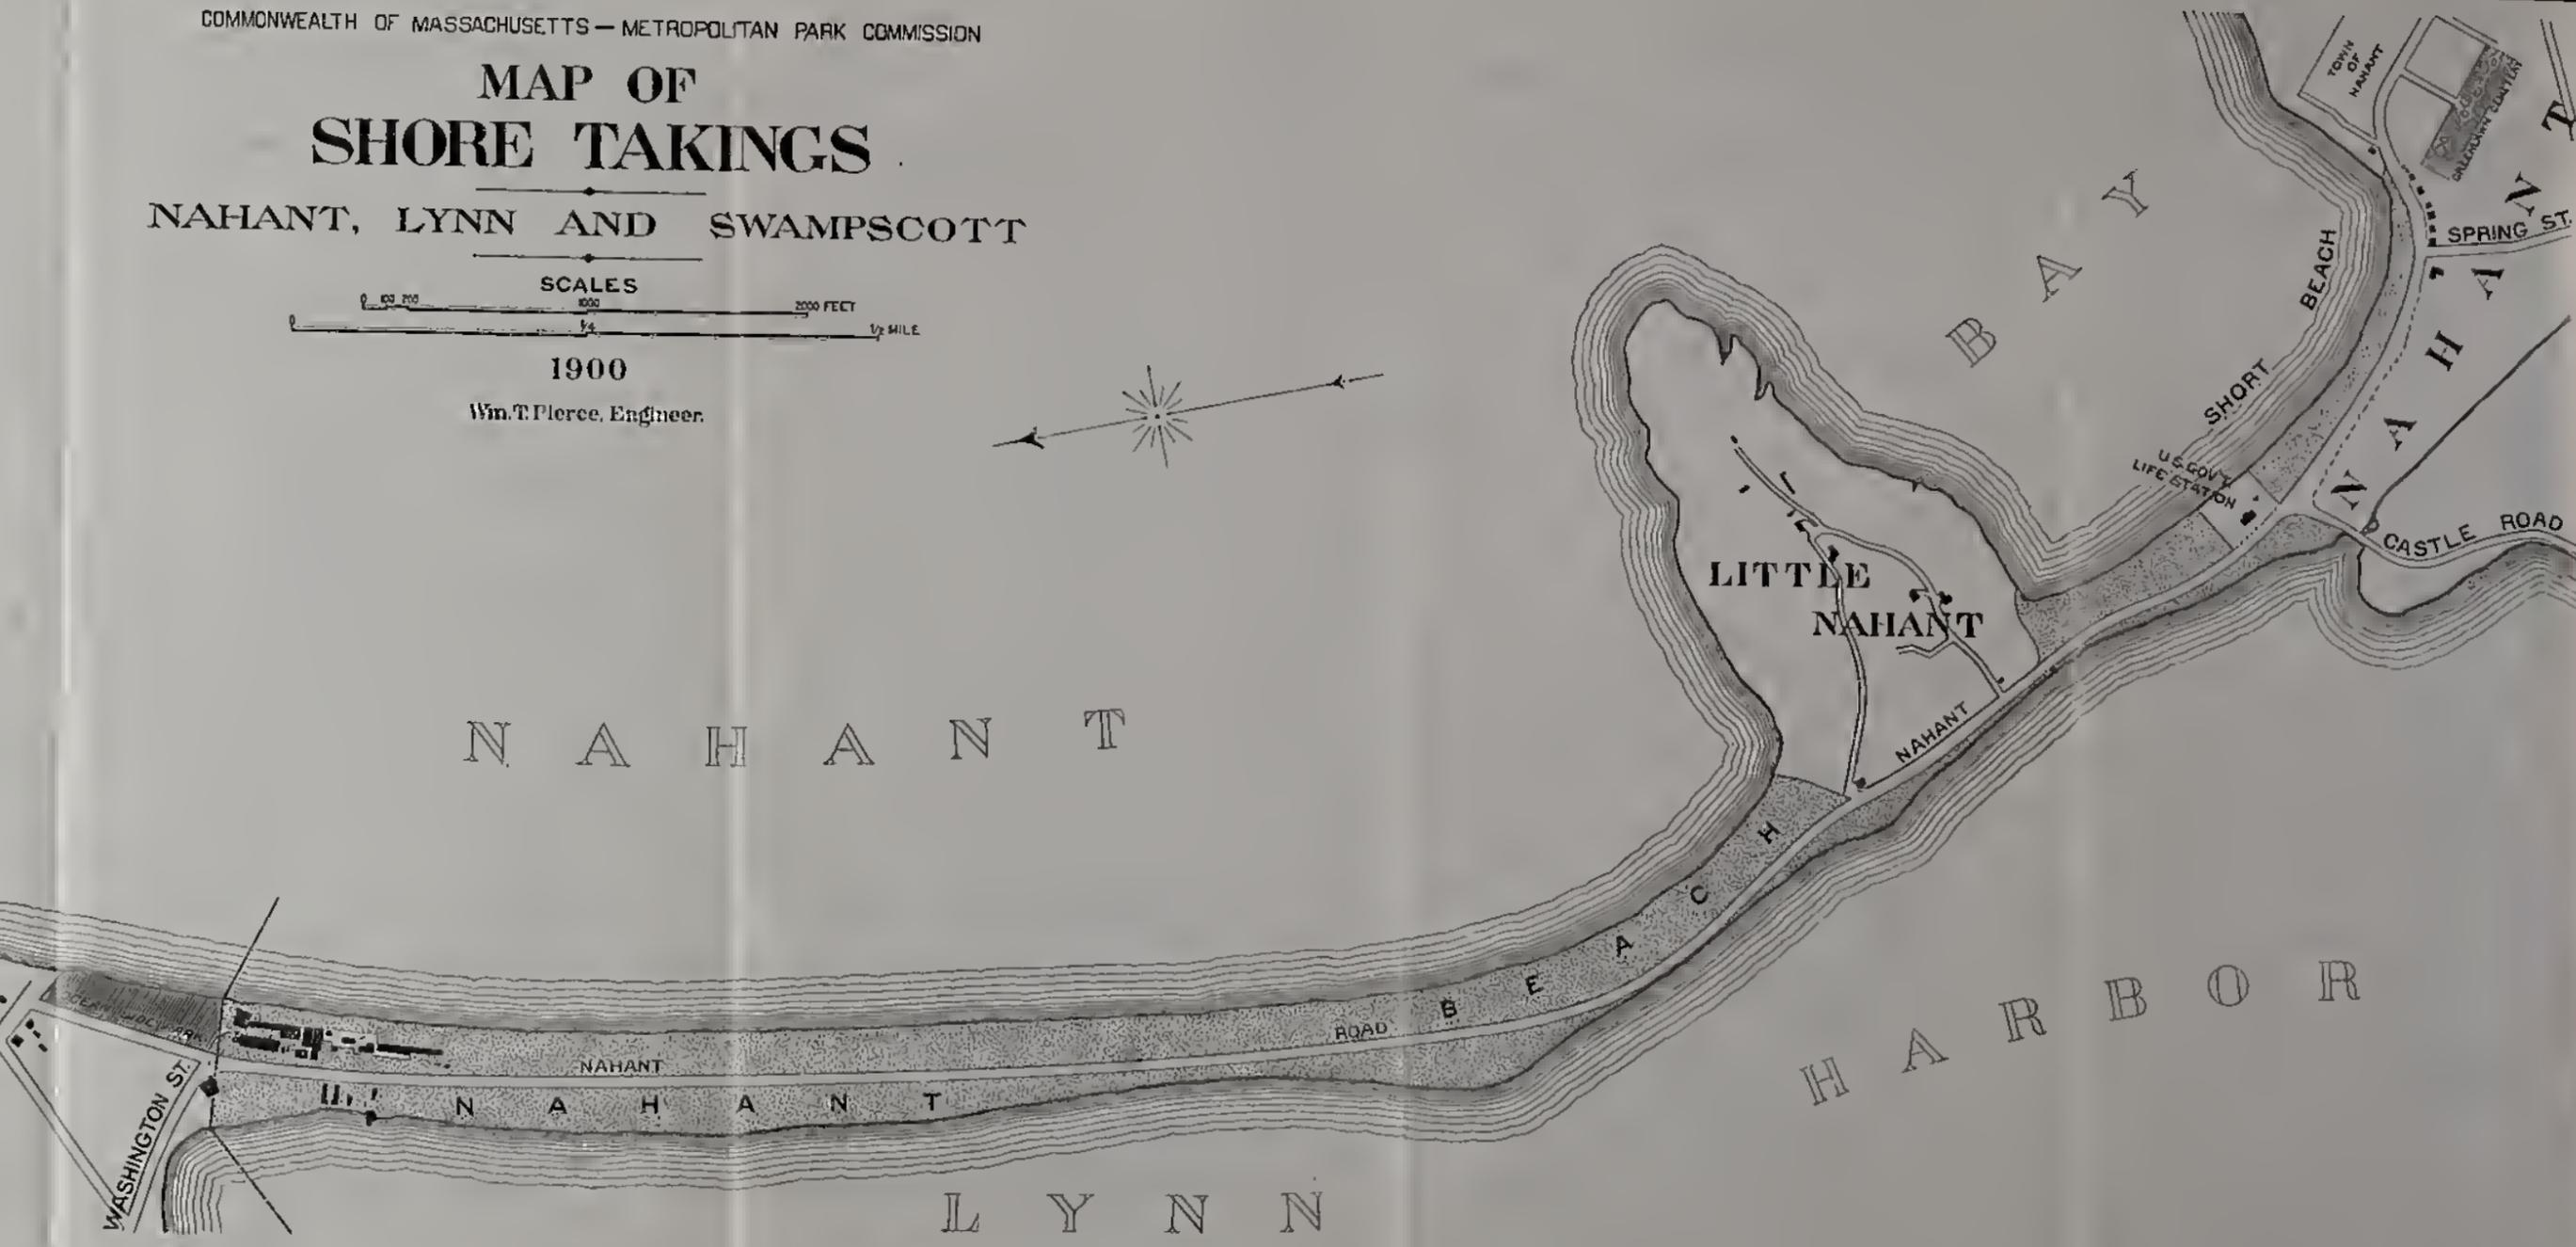 COMMONWEALTH OF MASSACHUSETTS — METROPOLITAN PARK COMMISSION
MAP OF
SHORE TAKINGS
NAHANT, LYNN AND SWAMPSCOTT
SCALES
0 100 200 1000 2000 FEET
0 1/4 1/2 MILE
1900
Wm. T. Pierce, Engineer.
TOWN
OF
NAHANT
GREENLAWN CEMETERY
SPRING ST.
NAHANT
BAY
SHORT BEACH
U.S. GOV'T.
LIFE STATION
CASTLE ROAD
LITTLE
NAHANT
NAHANT
NAHANT
BEACH
ROAD
NAHANT
NAHANT
WASHINGTON ST.
HARBOR
LYNN